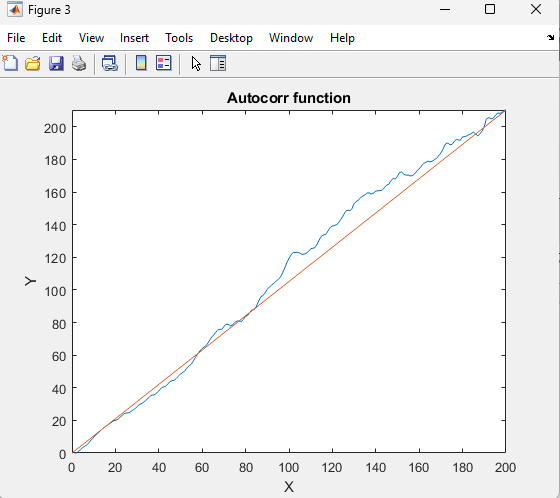 Figure 3
File Edit View Insert Tools Desktop Window Help
Autocorr function
200
180
160
140
120
100
80
60
40
20
0
Y
0 20 40 60 80 100 120 140 160 180 200
X